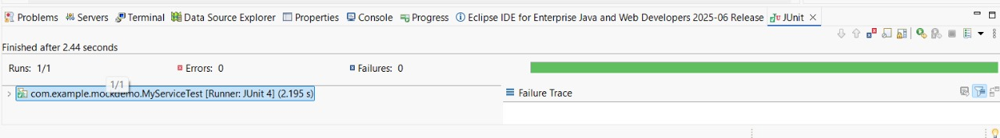 Problems Servers Terminal Data Source Explorer Properties Console Progress Eclipse IDE for Enterprise Java and Web Developers 2025-06 Release JUnit
Finished after 2.44 seconds
Runs: 1/1 Errors: 0 Failures: 0
1/1
com.example.mockdemo.MyServiceTest [Runner: JUnit 4] (2.195 s) Failure Trace